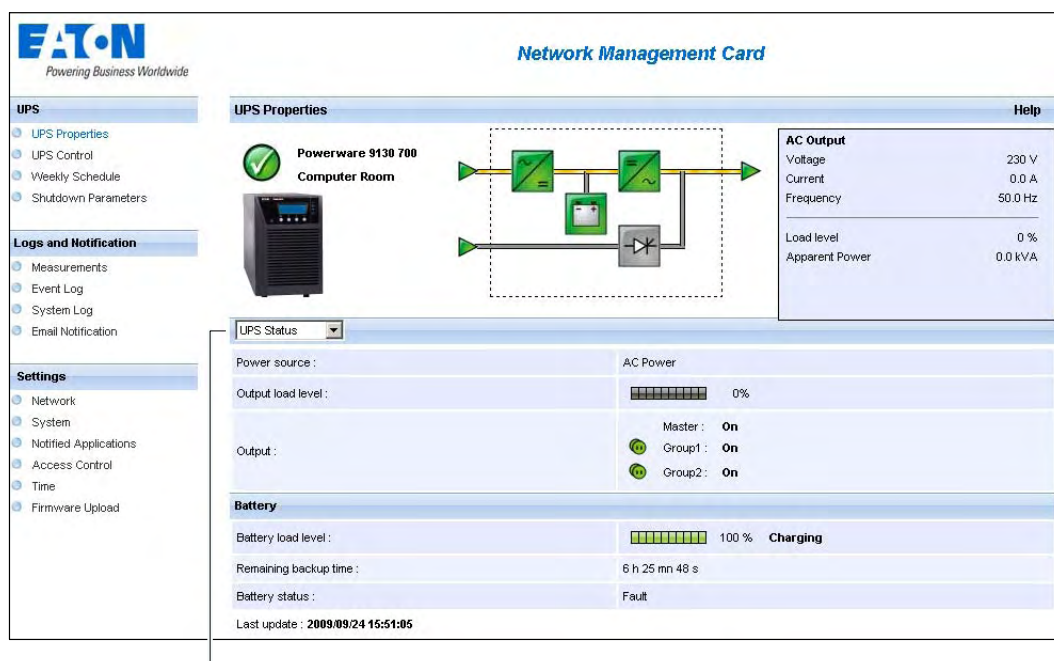 EATON
Powering Business Worldwide
Network Management Card
UPS
UPS Properties
UPS Control
Weekly Schedule
Shutdown Parameters
Logs and Notification
Measurements
Event Log
System Log
Email Notification
Settings
Network
System
Notified Applications
Access Control
Time
Firmware Upload
UPS Properties Help
Powerware 9130 700
Computer Room
AC Output
Voltage 230 V
Current 0.0 A
Frequency 50.0 Hz
Load level 0 %
Apparent Power 0.0 kVA
UPS Status
Power source : AC Power
Output load level : 0%
Output :
Master : On
Group1 : On
Group2 : On
Battery
Battery load level : 100 % Charging
Remaining backup time : 6 h 25 mn 48 s
Battery status : Fault
Last update : 2009/09/24 15:51:05